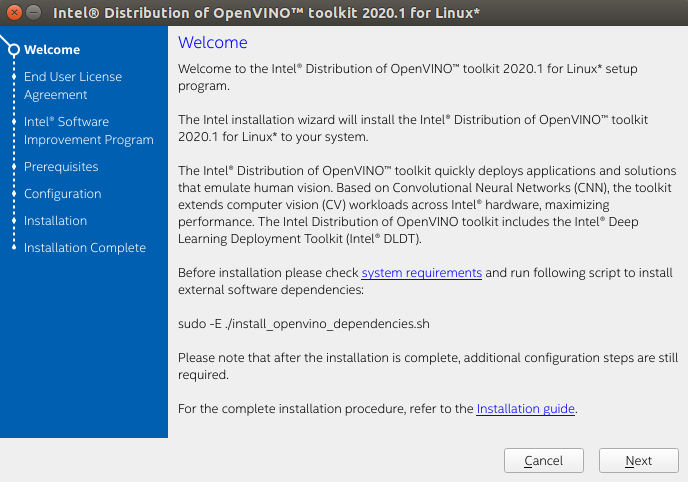 Intel® Distribution of OpenVINO™ toolkit 2020.1 for Linux*
Welcome
End User License
Agreement
Intel® Software
Improvement Program
Prerequisites
Configuration
Installation
Installation Complete
Welcome
Welcome to the Intel® Distribution of OpenVINO™ toolkit 2020.1 for Linux* setup
program.
The Intel installation wizard will install the Intel® Distribution of OpenVINO™ toolkit
2020.1 for Linux* to your system.
The Intel® Distribution of OpenVINO™ toolkit quickly deploys applications and solutions
that emulate human vision. Based on Convolutional Neural Networks (CNN), the toolkit
extends computer vision (CV) workloads across Intel® hardware, maximizing
performance. The Intel Distribution of OpenVINO toolkit includes the Intel® Deep
Learning Deployment Toolkit (Intel® DLDT).
Before installation please check system requirements and run following script to install
external software dependencies:
sudo -E ./install_openvino_dependencies.sh
Please note that after the installation is complete, additional configuration steps are still
required.
For the complete installation procedure, refer to the Installation guide.
Cancel
Next